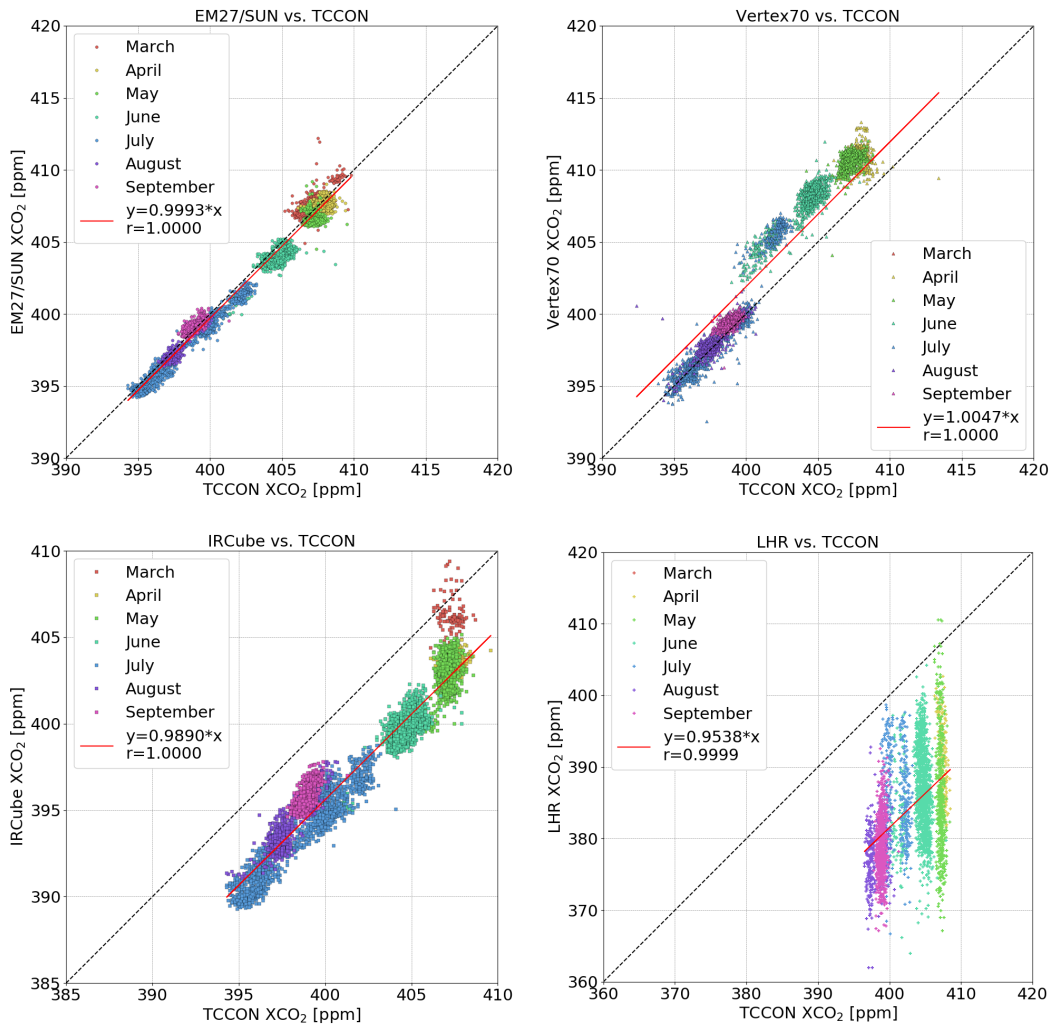 EM27/SUN vs. TCCON
EM27/SUN XCO₂ [ppm]
420
415
410
405
400
395
390
March
April
May
June
July
August
September
y=0.9993*x
r=1.0000
390 395 400 405 410 415 420
TCCON XCO₂ [ppm]
Vertex70 vs. TCCON
Vertex70 XCO₂ [ppm]
420
415
410
405
400
395
390
March
April
May
June
July
August
September
y=1.0047*x
r=1.0000
390 395 400 405 410 415 420
TCCON XCO₂ [ppm]
IRCube vs. TCCON
IRCube XCO₂ [ppm]
410
405
400
395
390
385
March
April
May
June
July
August
September
y=0.9890*x
r=1.0000
385 390 395 400 405 410
TCCON XCO₂ [ppm]
LHR vs. TCCON
LHR XCO₂ [ppm]
420
410
400
390
380
370
360
March
April
May
June
July
August
September
y=0.9538*x
r=0.9999
360 370 380 390 400 410 420
TCCON XCO₂ [ppm]